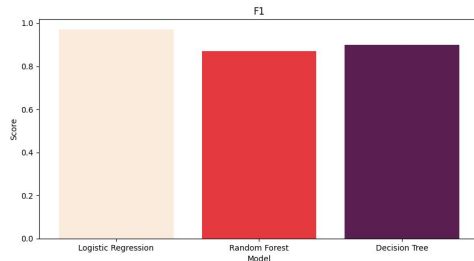 F1
1.0
0.8
0.6
0.4
0.2
0.0
Score
Logistic Regression
Random Forest
Decision Tree
Model